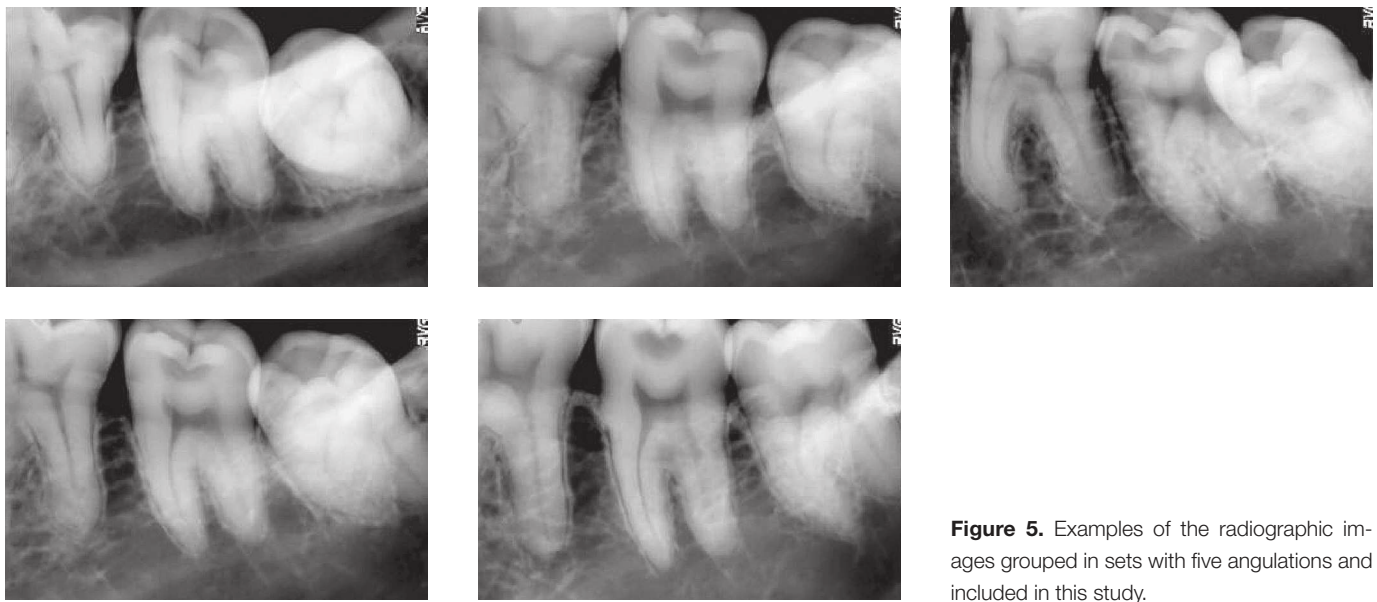 Figure 5. Examples of the radiographic im-
ages grouped in sets with five angulations and
included in this study.